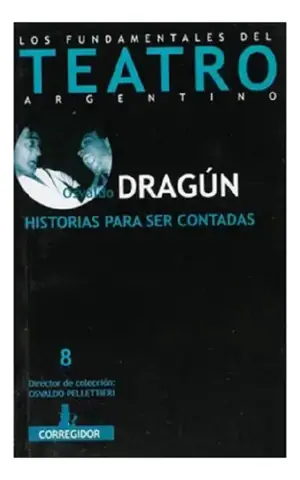 LOS FUNDAMENTALES DEL
TEATRO
ARGENTINO
Osvaldo DRAGÚN
HISTORIAS PARA SER CONTADAS
8
Director de colección:
OSVALDO PELLETTIERI
CORREGIDOR